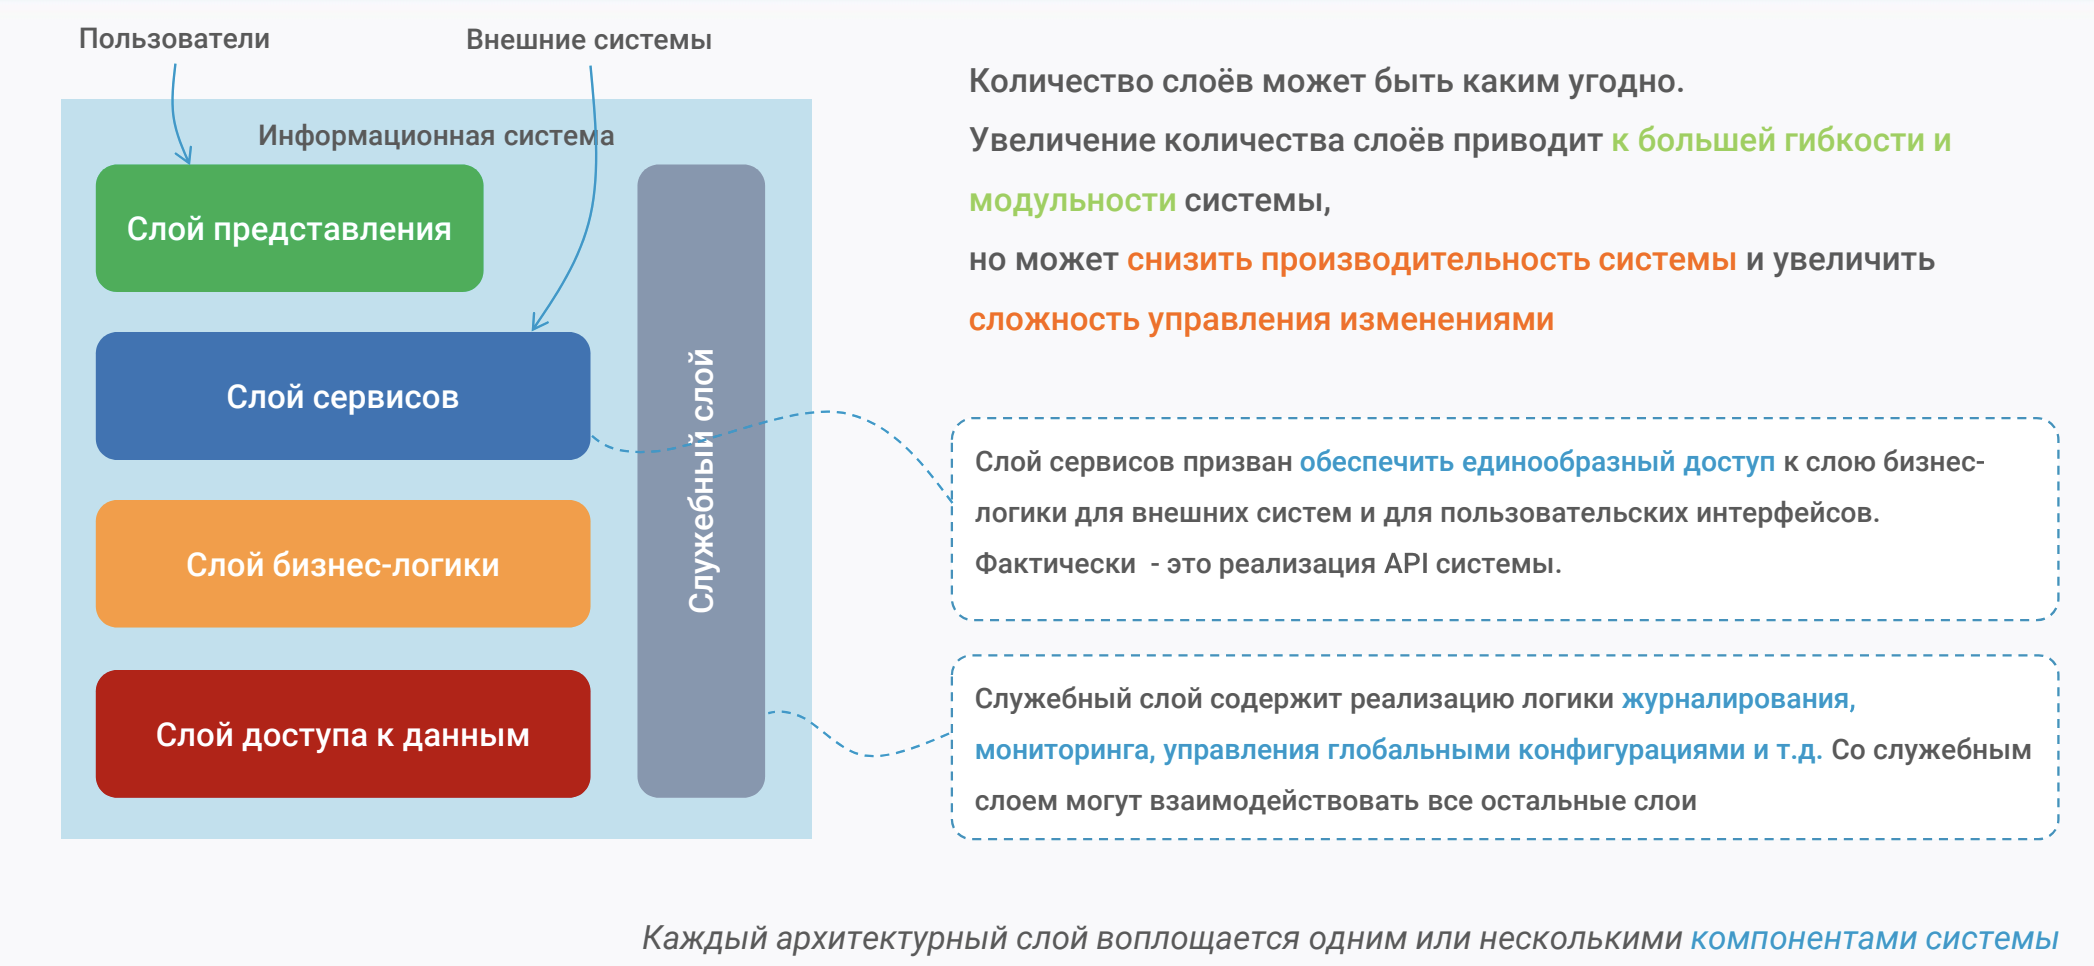 Пользователи
Внешние системы
Информационная система
Слой представления
Слой сервисов
Слой бизнес-логики
Слой доступа к данным
Служебный слой
Количество слоёв может быть каким угодно.
Увеличение количества слоёв приводит к большей гибкости и
модульности системы,
но может снизить производительность системы и увеличить
сложность управления изменениями
Слой сервисов призван обеспечить единообразный доступ к слою бизнес-
логики для внешних систем и для пользовательских интерфейсов.
Фактически - это реализация API системы.
Служебный слой содержит реализацию логики журналирования,
мониторинга, управления глобальными конфигурациями и т.д. Со служебным
слоем могут взаимодействовать все остальные слои
Каждый архитектурный слой воплощается одним или несколькими компонентами системы